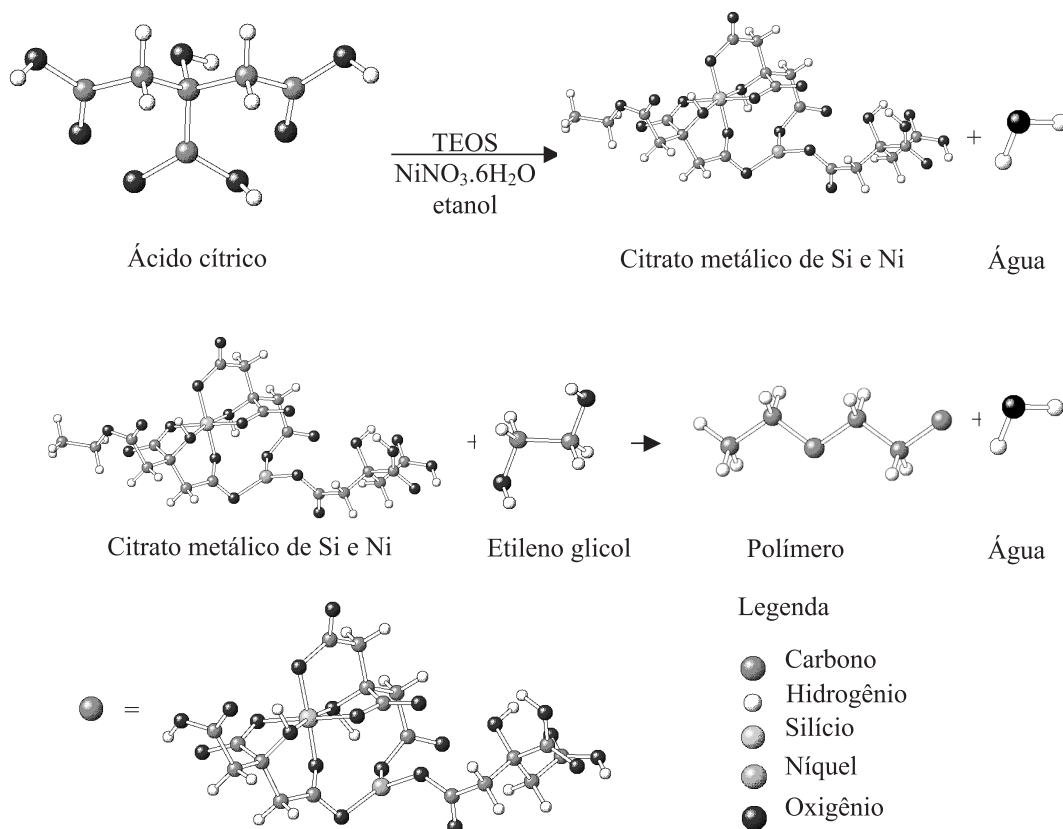 TEOS
NiNO₃.6H₂O
etanol
+
Ácido cítrico
Citrato metálico de Si e Ni
Água
+
+
Citrato metálico de Si e Ni
Etileno glicol
Polímero
Água
Legenda
Carbono
Hidrogênio
Silício
Níquel
Oxigênio
=